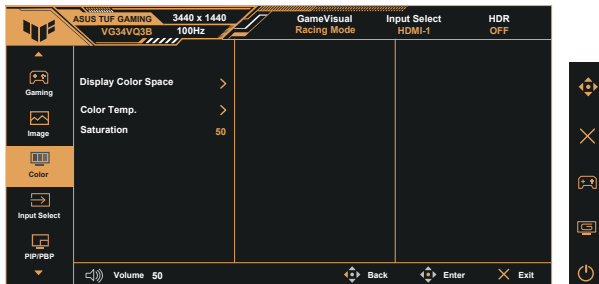 ASUS TUF GAMING 3440 x 1440
VG34VQ3B 100Hz
GameVisual
Racing Mode
Input Select
HDMI-1
HDR
OFF
Gaming
Image
Color
Input Select
PIP/PBP
Display Color Space
Color Temp.
Saturation 50
Volume 50
Back
Enter
Exit